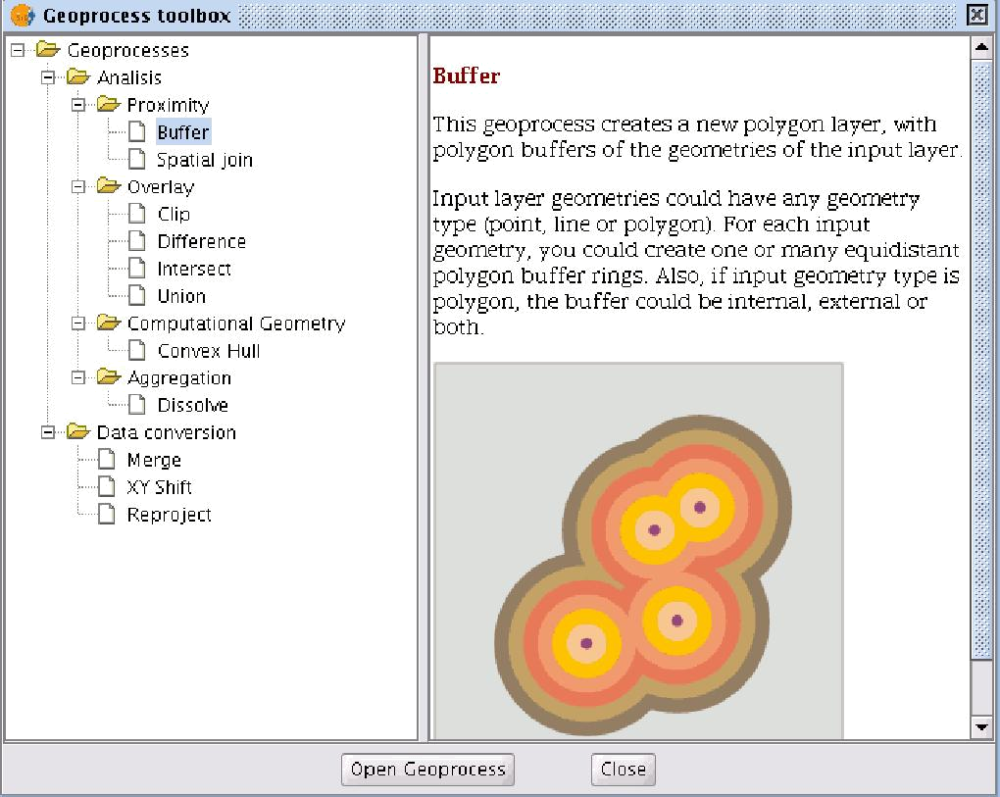 Geoprocess toolbox
Geoprocesses
Analisis
Proximity
Buffer
Spatial join
Overlay
Clip
Difference
Intersect
Union
Computational Geometry
Convex Hull
Aggregation
Dissolve
Data conversion
Merge
XY Shift
Reproject
Buffer
This geoprocess creates a new polygon layer, with
polygon buffers of the geometries of the input layer.
Input layer geometries could have any geometry
type (point, line or polygon). For each input
geometry, you could create one or many equidistant
polygon buffer rings. Also, if input geometry type is
polygon, the buffer could be internal, external or
both.
Open Geoprocess
Close